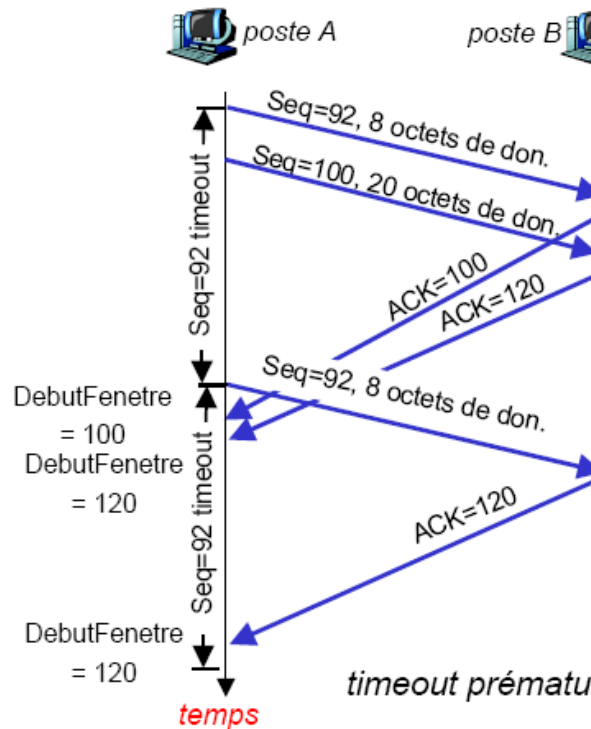 poste A
poste B
Seq=92, 8 octets de don.
Seq=100, 20 octets de don.
Seq=92 timeout
ACK=100
ACK=120
Seq=92, 8 octets de don.
DebutFenetre
= 100
DebutFenetre
= 120
Seq=92 timeout
ACK=120
DebutFenetre
= 120
timeout prématu
temps